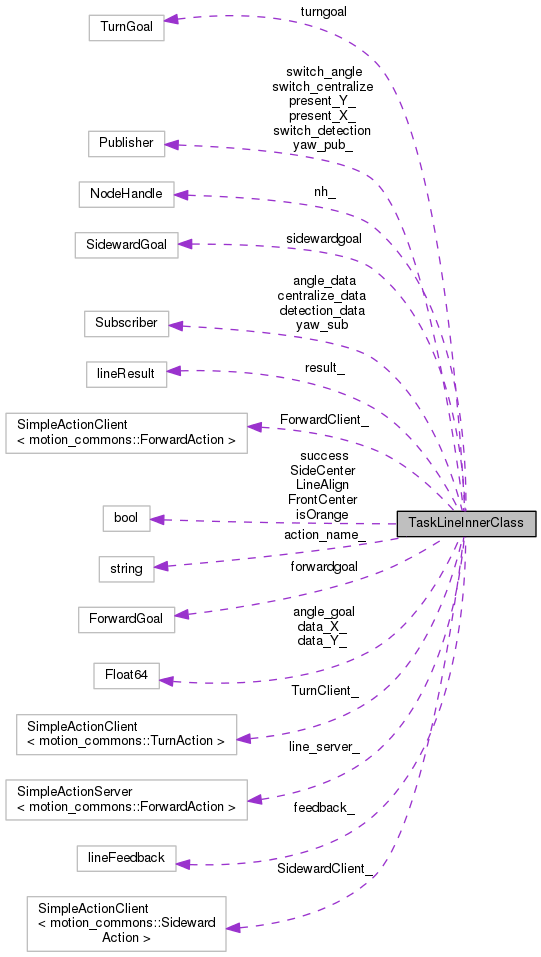 turngoal
TurnGoal
switch_angle
switch_centralize
present_Y_
present_X_
switch_detection
yaw_pub_
Publisher
nh_
NodeHandle
sidewardgoal
SidewardGoal
angle_data
centralize_data
detection_data
yaw_sub
Subscriber
result_
lineResult
ForwardClient_
SimpleActionClient
< motion_commons::ForwardAction >
success
SideCenter
LineAlign
FrontCenter
isOrange
bool
TaskLineInnerClass
action_name_
string
forwardgoal
ForwardGoal
angle_goal
data_X_
data_Y_
Float64
TurnClient_
SimpleActionClient
< motion_commons::TurnAction >
line_server_
SimpleActionServer
< motion_commons::ForwardAction >
feedback_
lineFeedback
SidewardClient_
SimpleActionClient
< motion_commons::Sideward
Action >